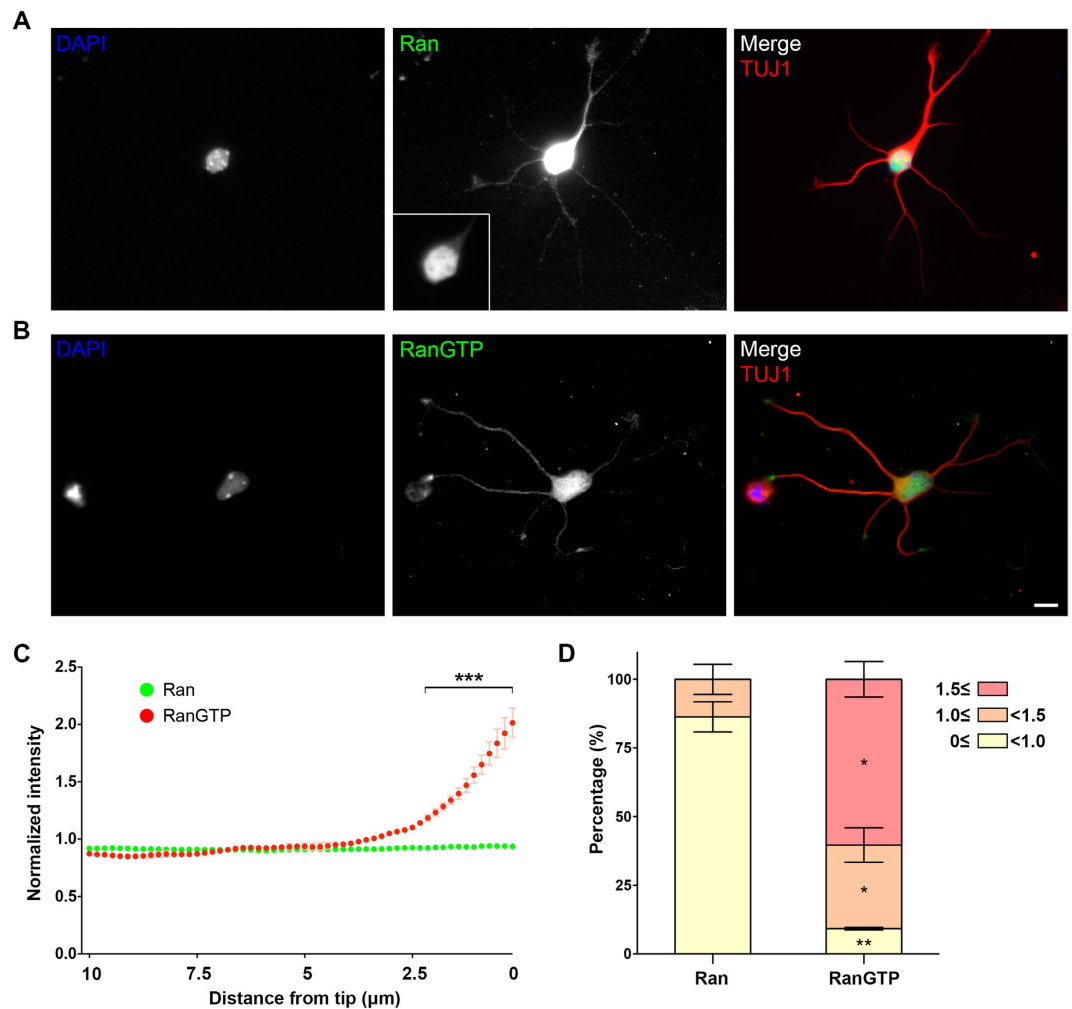 A
DAPI
Ran
Merge
TUJ1
B
DAPI
RanGTP
Merge
TUJ1
C
Normalized intensity
2.5
2.0
1.5
1.0
0.5
0.0
Ran
RanGTP
***
10
7.5
5
2.5
0
Distance from tip (μm)
D
Percentage (%)
100
75
50
25
0
*
*
**
Ran
RanGTP
1.5≤
1.0≤ <1.5
0≤ <1.0